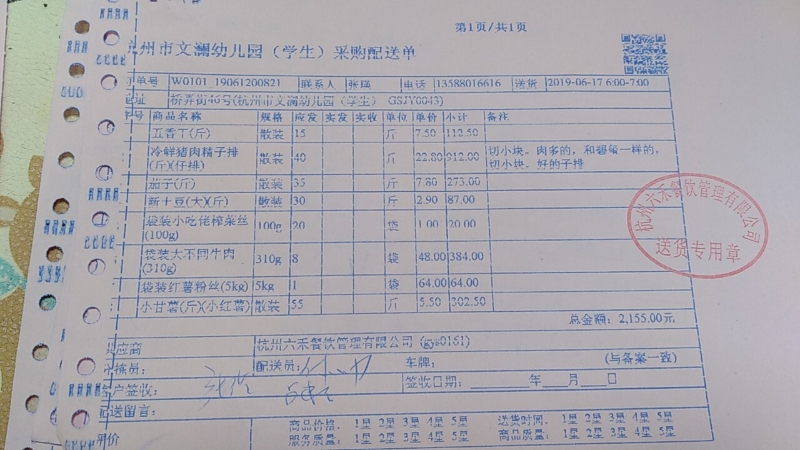 第1页/共1页
杭州市文澜幼儿园（学生）采购配送单
订单号 W0101 19061200821 联系人 张瑛 电话 13588016616 送货 2019-06-17 6:00-7:00
地址 桥弄街46号(杭州市文澜幼儿园（学生） GSJY0043)
序号 商品名称 规格 应发 实发 实收 单位 单价 小计 备注
五香丁(斤) 散装 15 斤 7.50 112.50
冷鲜猪肉精子排(斤)(仔排) 散装 40 斤 22.80 912.00 切小块。肉多的，和碧玺一样的，切小块。好的子排
茄子(斤) 散装 35 斤 7.80 273.00
新土豆(大)(斤) 散装 30 斤 2.90 87.00
袋装小吃佬榨菜丝(100g) 100g 20 袋 1.00 20.00
袋装大不同牛肉(310g) 310g 8 袋 48.00 384.00
袋装红薯粉丝(5kg) 5kg 1 袋 64.00 64.00
小甘薯(斤)(小红薯) 散装 55 斤 5.50 302.50
总金额：2,155.00元
供应商 杭州六禾餐饮管理有限公司 (gys0161)
分拣员： 配送员： 车牌： (与备案一致)
客户签收： 签收日期： 年 月 日
配送留言：
评价 商品价格： 1星 2星 3星 4星 5星 送货时间： 1星 2星 3星 4星 5星
服务质量： 1星 2星 3星 4星 5星 商品质量： 1星 2星 3星 4星 5星
杭州六禾餐饮管理有限公司
送货专用章